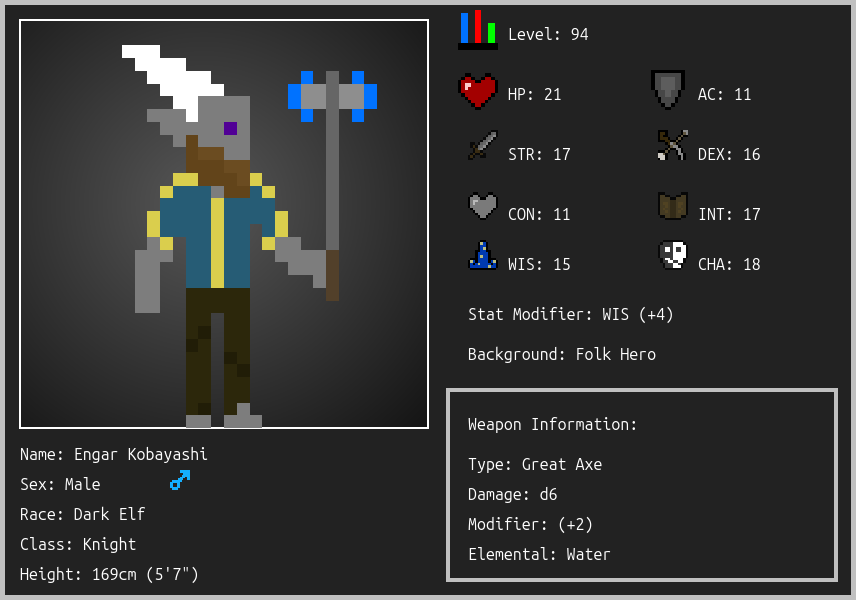 Level: 94
HP: 21
AC: 11
STR: 17
DEX: 16
CON: 11
INT: 17
WIS: 15
CHA: 18
Stat Modifier: WIS (+4)
Background: Folk Hero
Weapon Information:
Type: Great Axe
Damage: d6
Modifier: (+2)
Elemental: Water
Name: Engar Kobayashi
Sex: Male
Race: Dark Elf
Class: Knight
Height: 169cm (5'7")